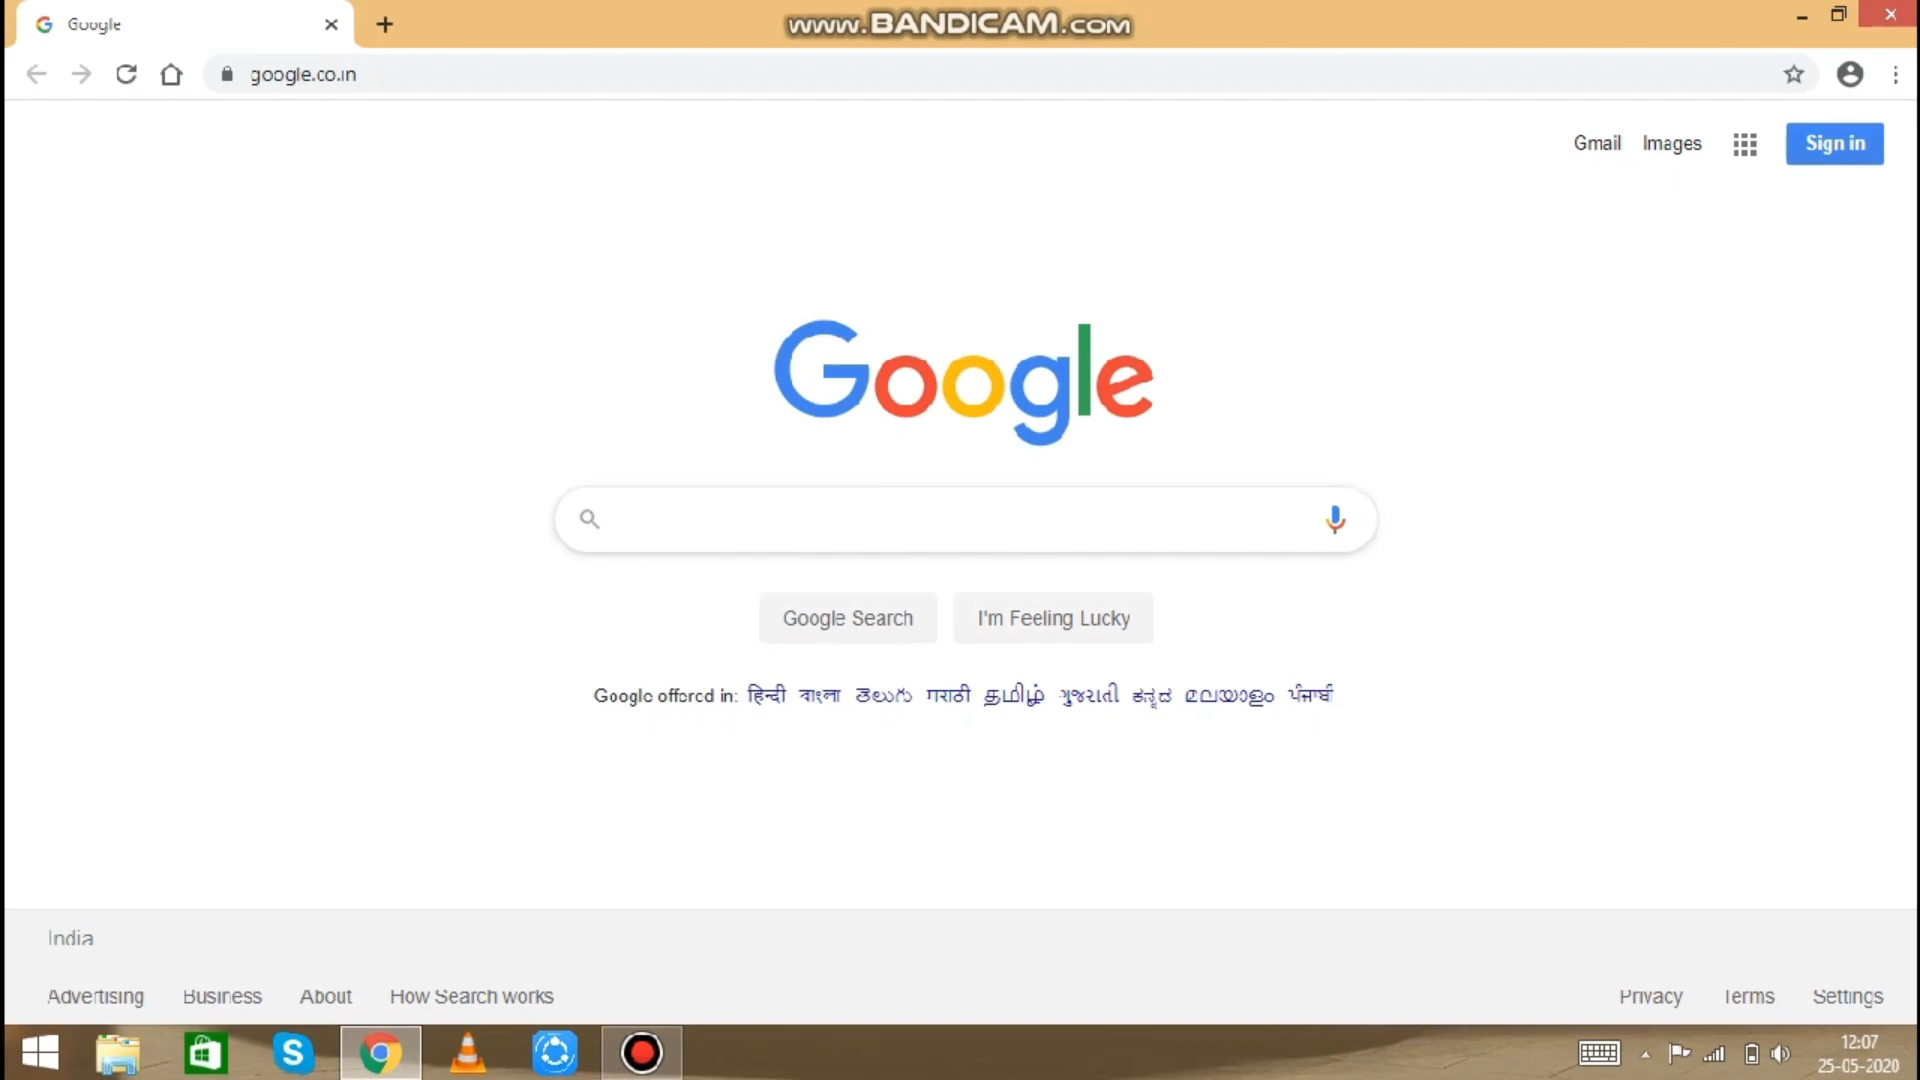 Google
www.BANDICAM.com
google.co.in
Gmail Images Sign in
Google
Google Search I'm Feeling Lucky
Google offered in: हिन्दी বাংলা తెలుగు मराठी தமிழ் ગુજરાતી ಕನ್ನಡ മലയാളം ਪੰਜਾਬੀ
India
Advertising Business About How Search works Privacy Terms Settings
12:07
25-05-2020